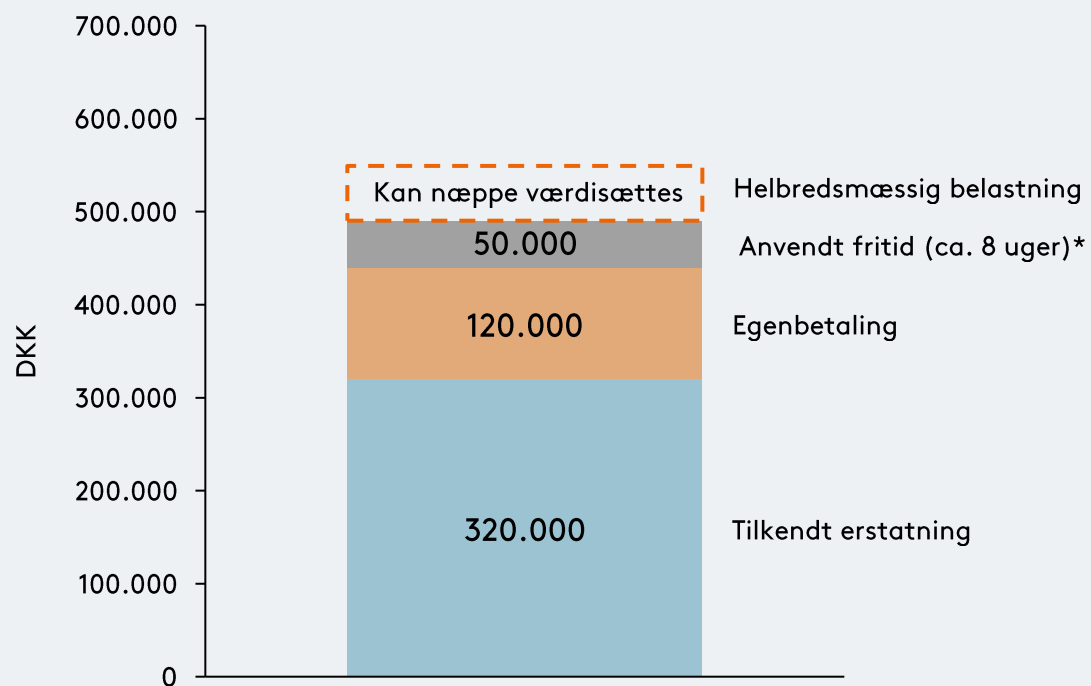 700.000
600.000
500.000
400.000
300.000
200.000
100.000
0
DKK
Kan næppe værdisættes
Helbredsmæssig belastning
50.000
Anvendt fritid (ca. 8 uger)*
120.000
Egenbetaling
320.000
Tilkendt erstatning